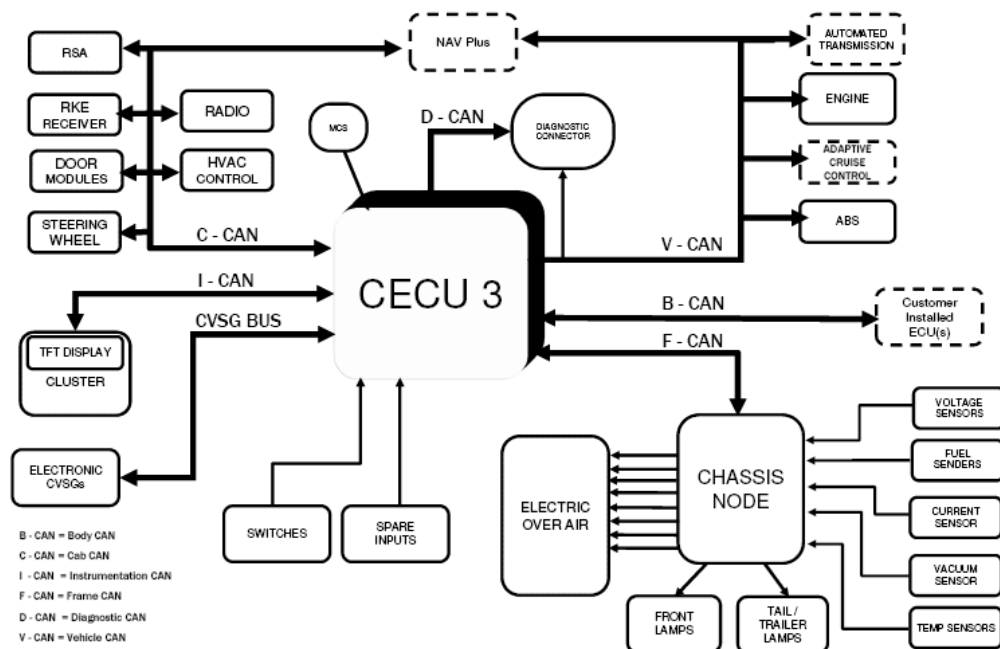 RSA
NAV Plus
AUTOMATED
TRANSMISSION
RKE
RECEIVER
RADIO
MCS
D - CAN
DIAGNOSTIC
CONNECTOR
ENGINE
DOOR
MODULES
HVAC
CONTROL
ADAPTIVE
CRUISE
CONTROL
STEERING
WHEEL
C - CAN
V - CAN
ABS
I - CAN
CECU 3
B - CAN
Customer
Installed
ECU(s)
CVSG BUS
F - CAN
TFT DISPLAY
CLUSTER
ELECTRONIC
CVSGs
SWITCHES
SPARE
INPUTS
ELECTRIC
OVER AIR
CHASSIS
NODE
VOLTAGE
SENSORS
FUEL
SENDERS
CURRENT
SENSOR
VACUUM
SENSOR
TEMP SENSORS
FRONT
LAMPS
TAIL /
TRAILER
LAMPS
B - CAN = Body CAN
C - CAN = Cab CAN
I - CAN = Instrumentation CAN
F - CAN = Frame CAN
D - CAN = Diagnostic CAN
V - CAN = Vehicle CAN